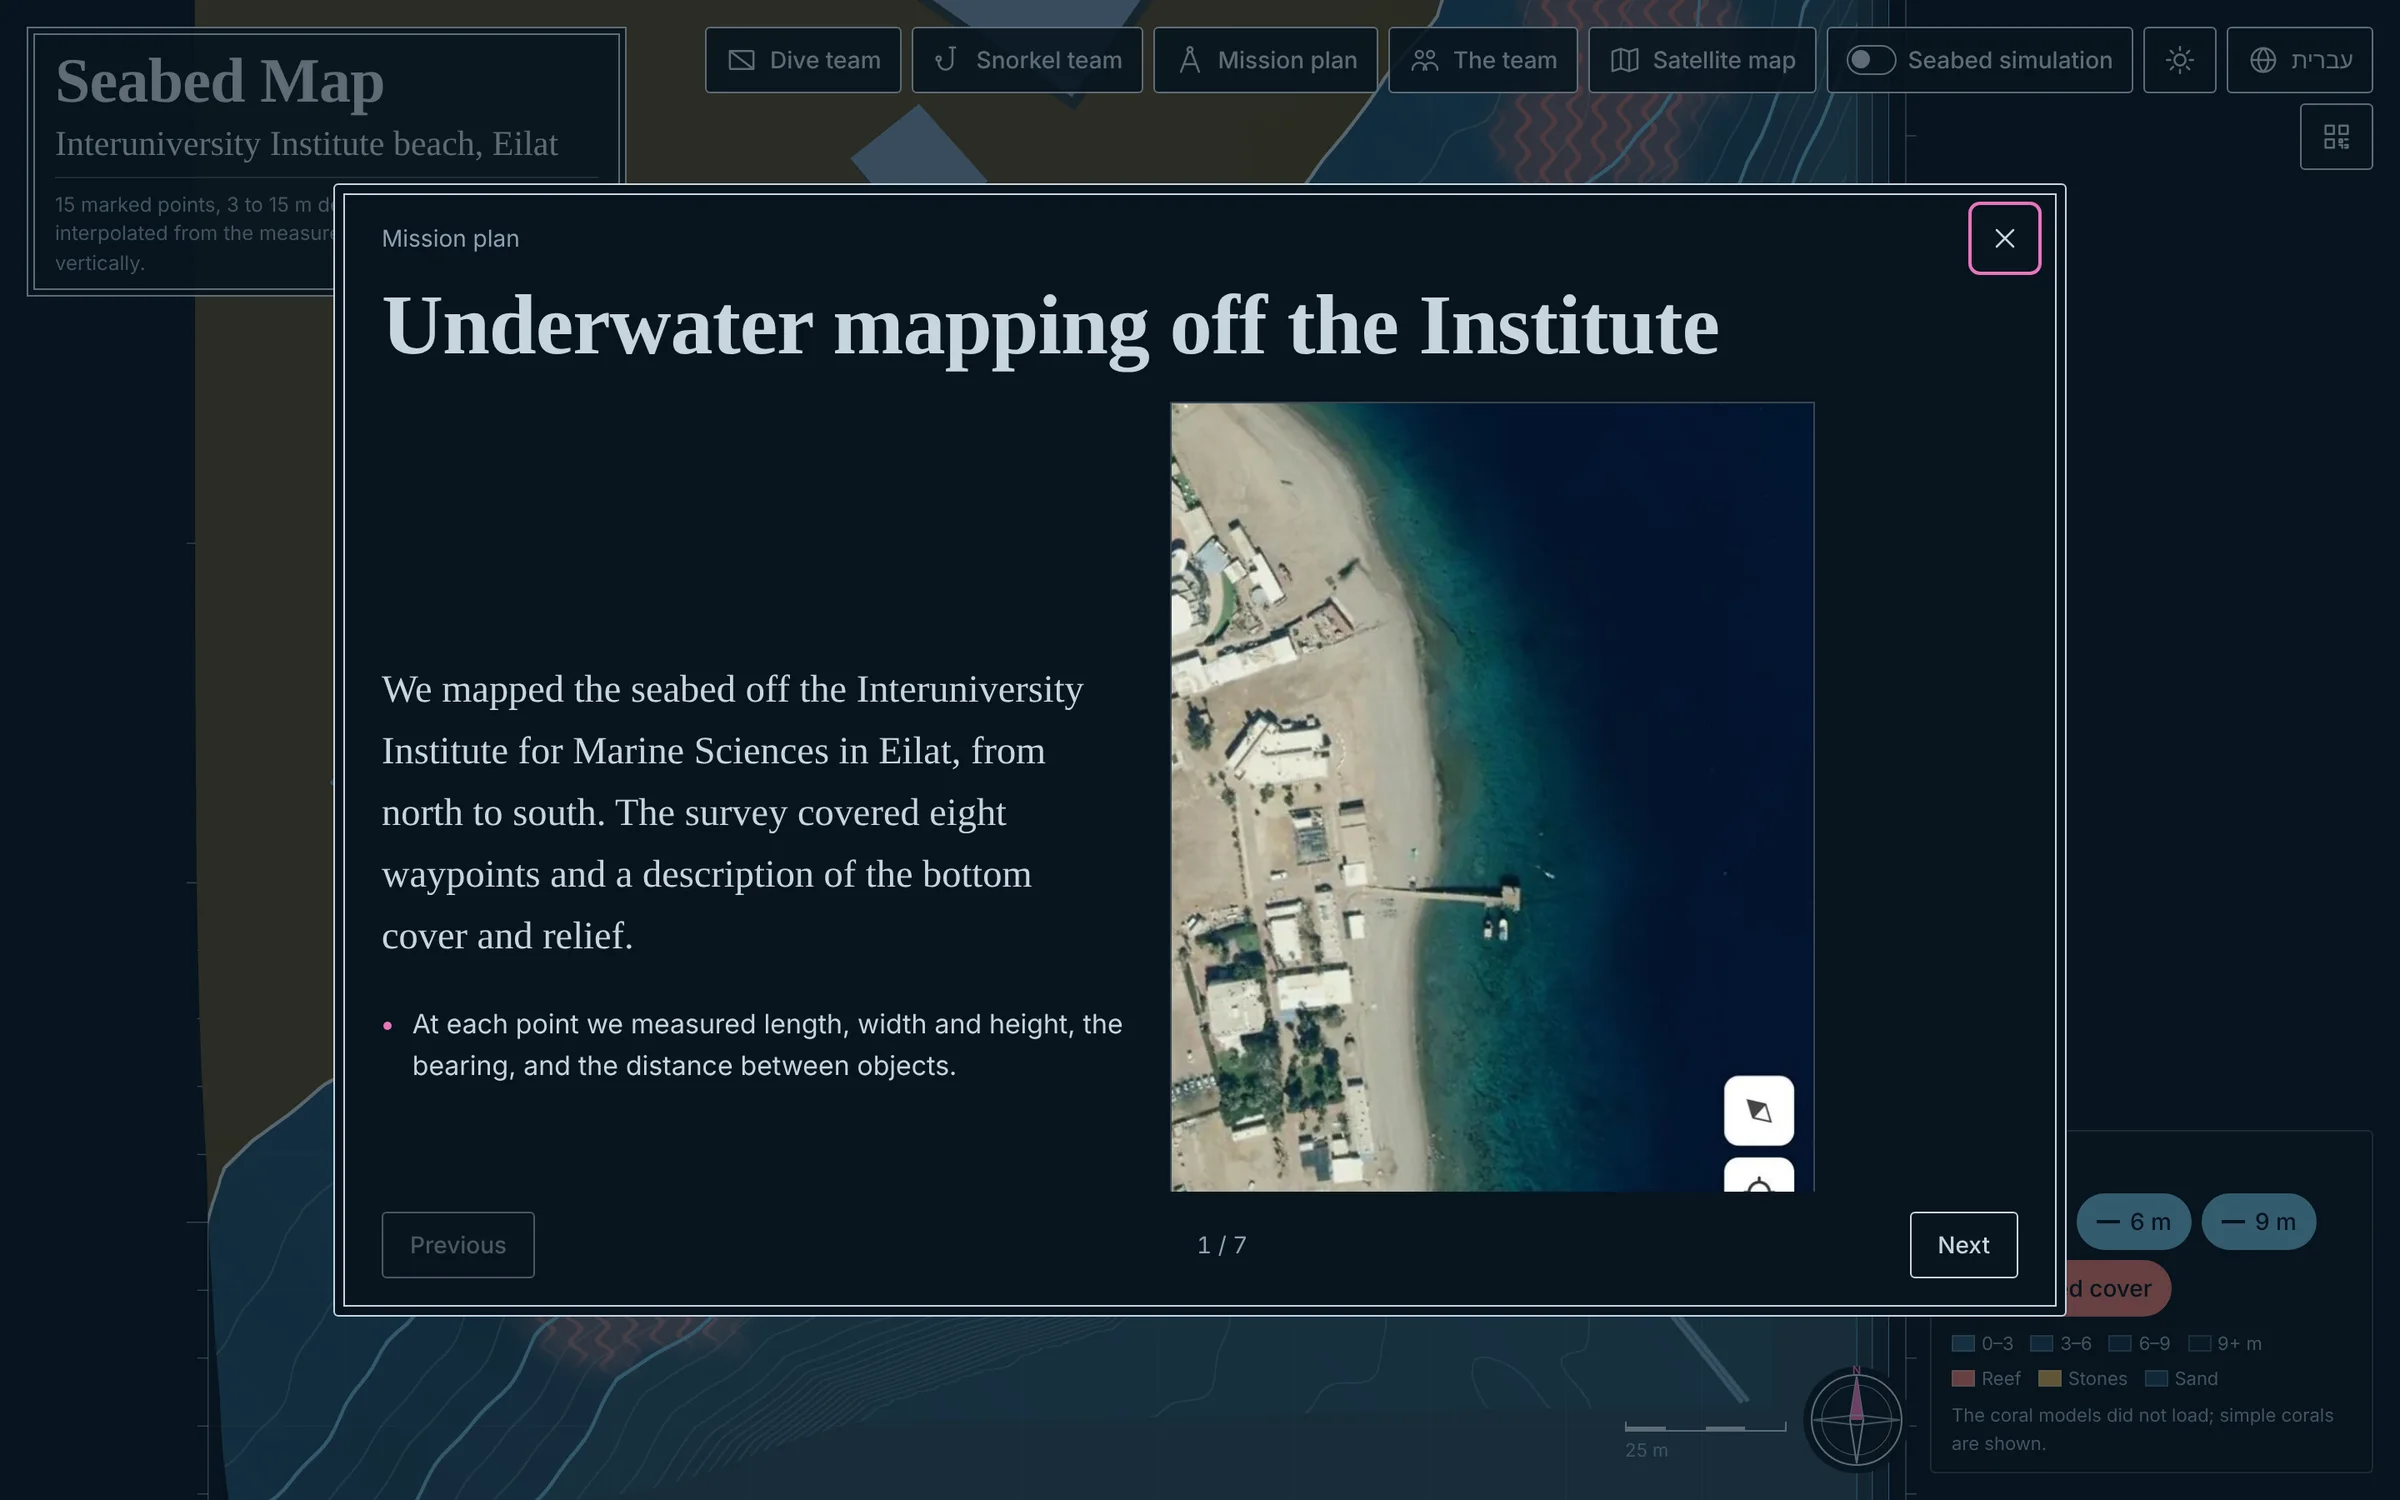 Seabed Map
Interuniversity Institute beach, Eilat
15 marked points, 3 to 15 m
interpolated from the
vertically.
Dive team
Snorkel team
Mission plan
The team
Satellite map
Seabed simulation
עברית
Mission plan
Underwater mapping off the Institute
We mapped the seabed off the Interuniversity
Institute for Marine Sciences in Eilat, from
north to south. The survey covered eight
waypoints and a description of the bottom
cover and relief.
• At each point we measured length, width and height, the
bearing, and the distance between objects.
Previous
1 / 7
Next
6 m
9 m
cover
0–3
3–6
6–9
9+ m
Reef
Stones
Sand
The coral models did not load; simple corals
are shown.
25 m
N